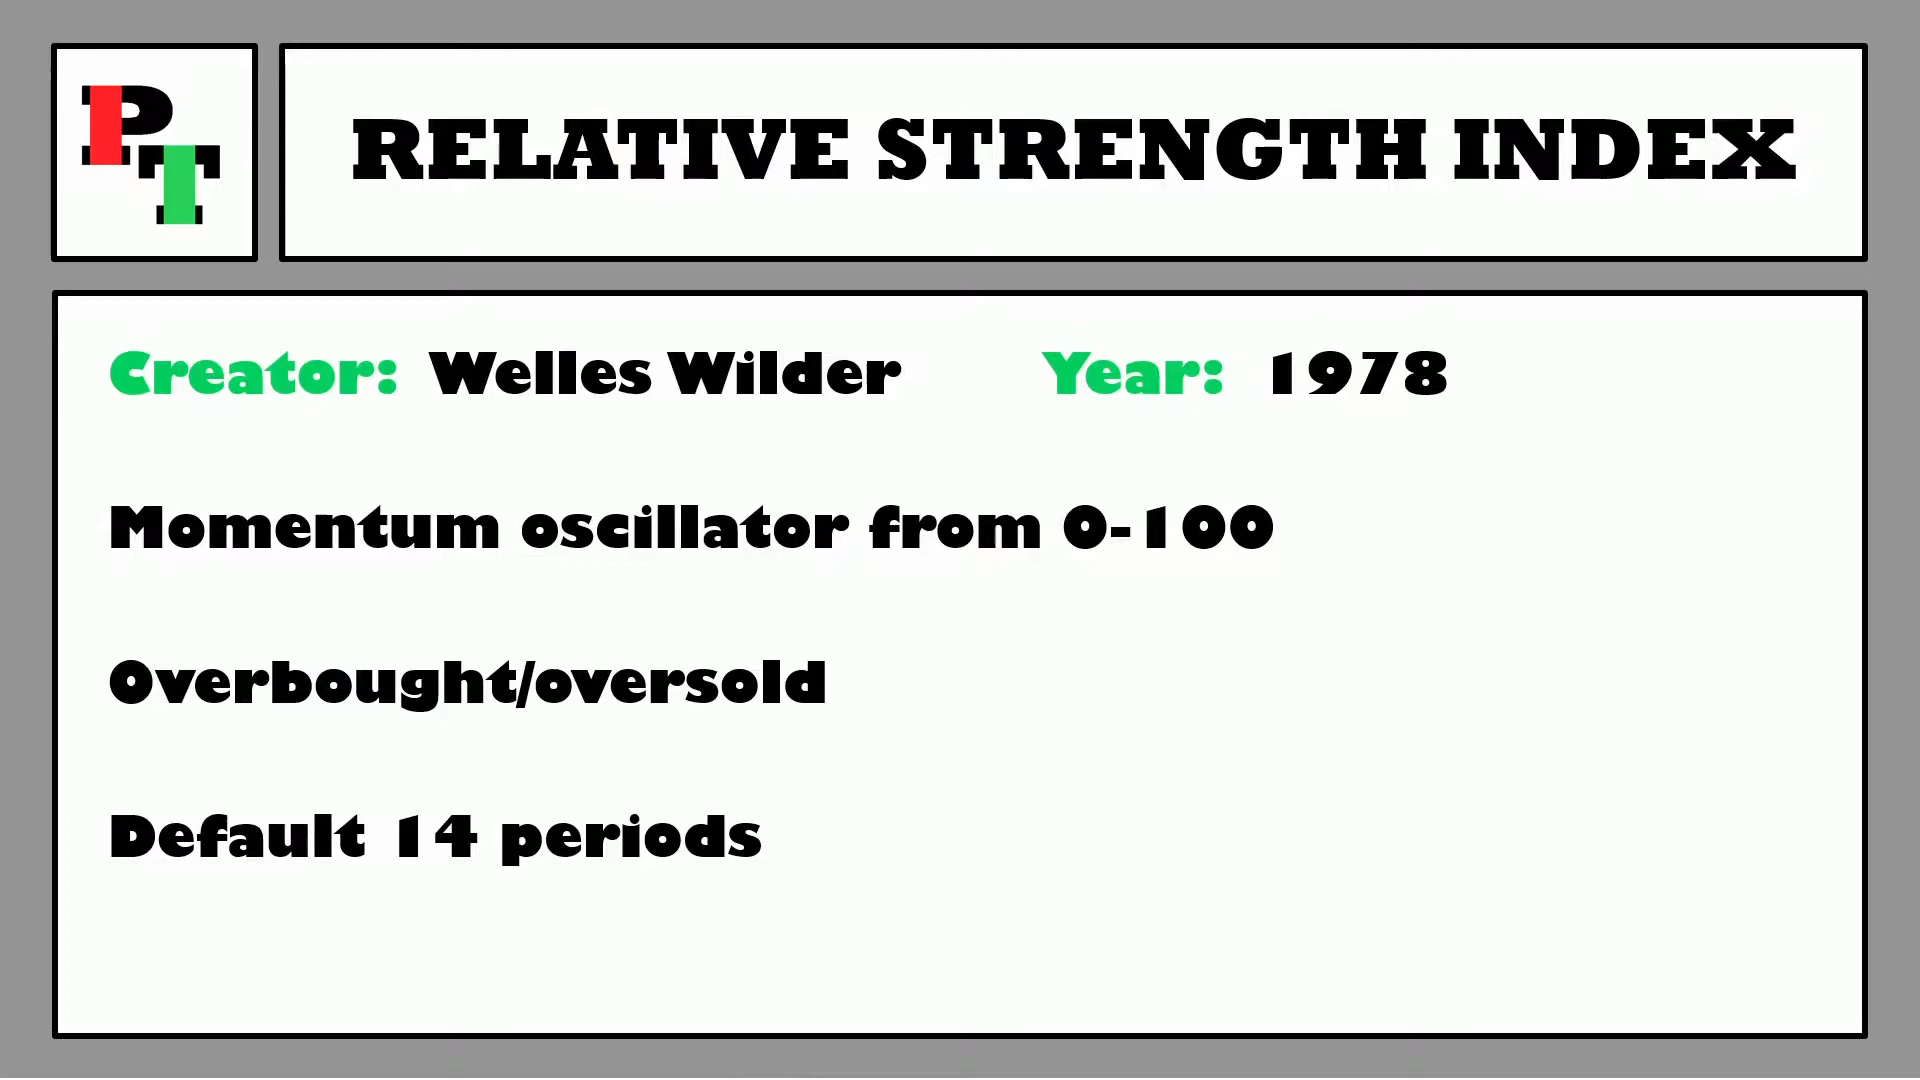 PT
RELATIVE STRENGTH INDEX
Creator: Welles Wilder Year: 1978
Momentum oscillator from 0-100
Overbought/oversold
Default 14 periods